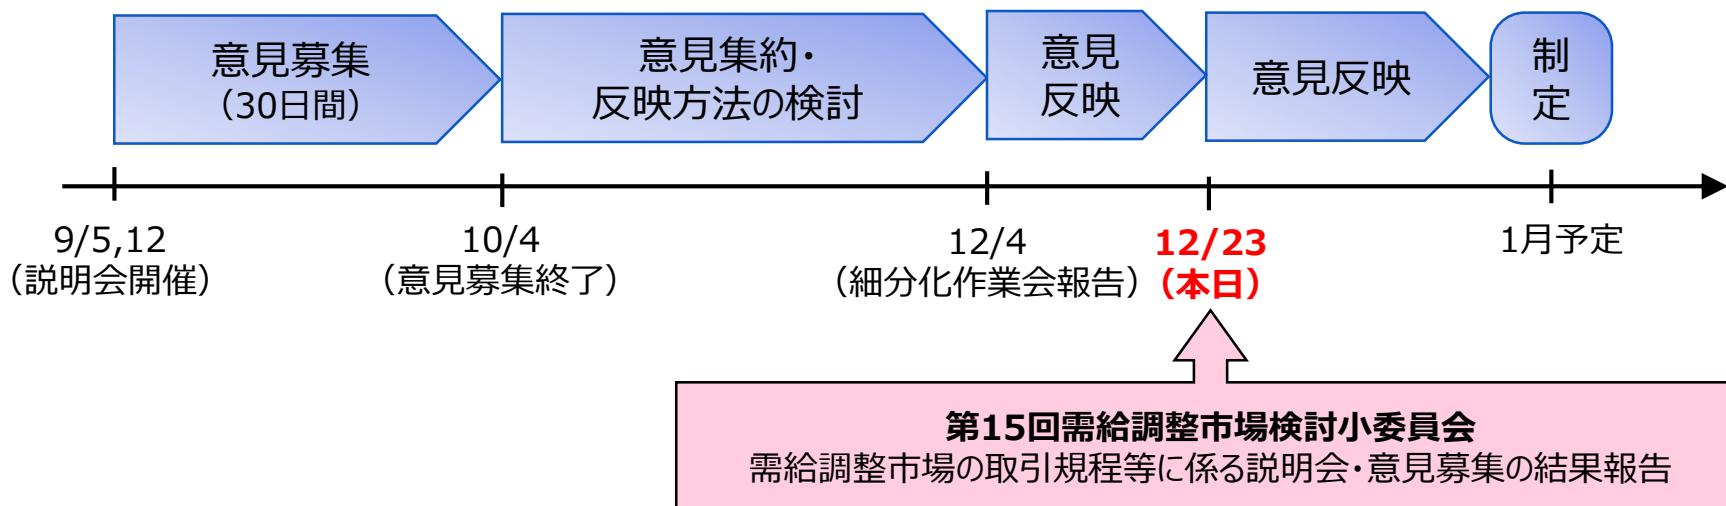 意見募集
（30日間）
意見集約・
反映方法の検討
意見
反映
意見反映
制
定
9/5,12
（説明会開催）
10/4
（意見募集終了）
12/4
（細分化作業会報告）
12/23
（本日）
1月予定
第15回需給調整市場検討小委員会
需給調整市場の取引規程等に係る説明会・意見募集の結果報告